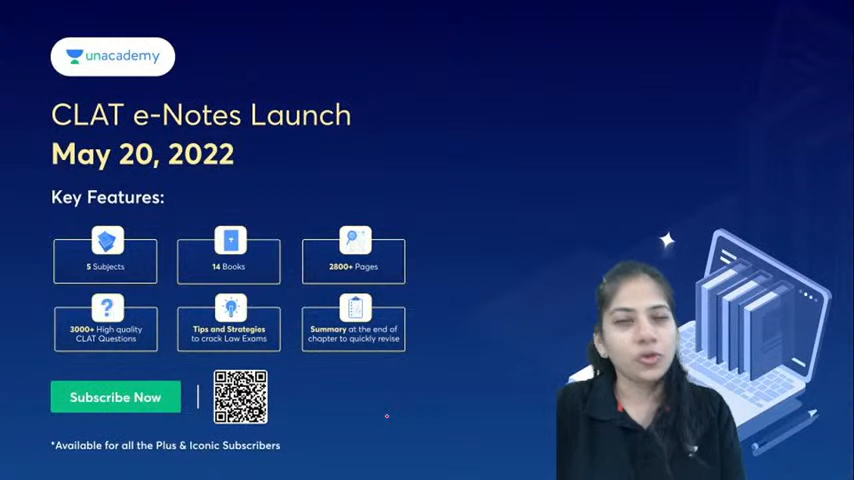 unacademy
CLAT e-Notes Launch
May 20, 2022
Key Features:
5 Subjects
14 Books
2800+ Pages
3000+ High quality
CLAT Questions
Tips and Strategies
to crack Law Exams
Summary at the end of
chapter to quickly revise
Subscribe Now
*Available for all the Plus & Iconic Subscribers